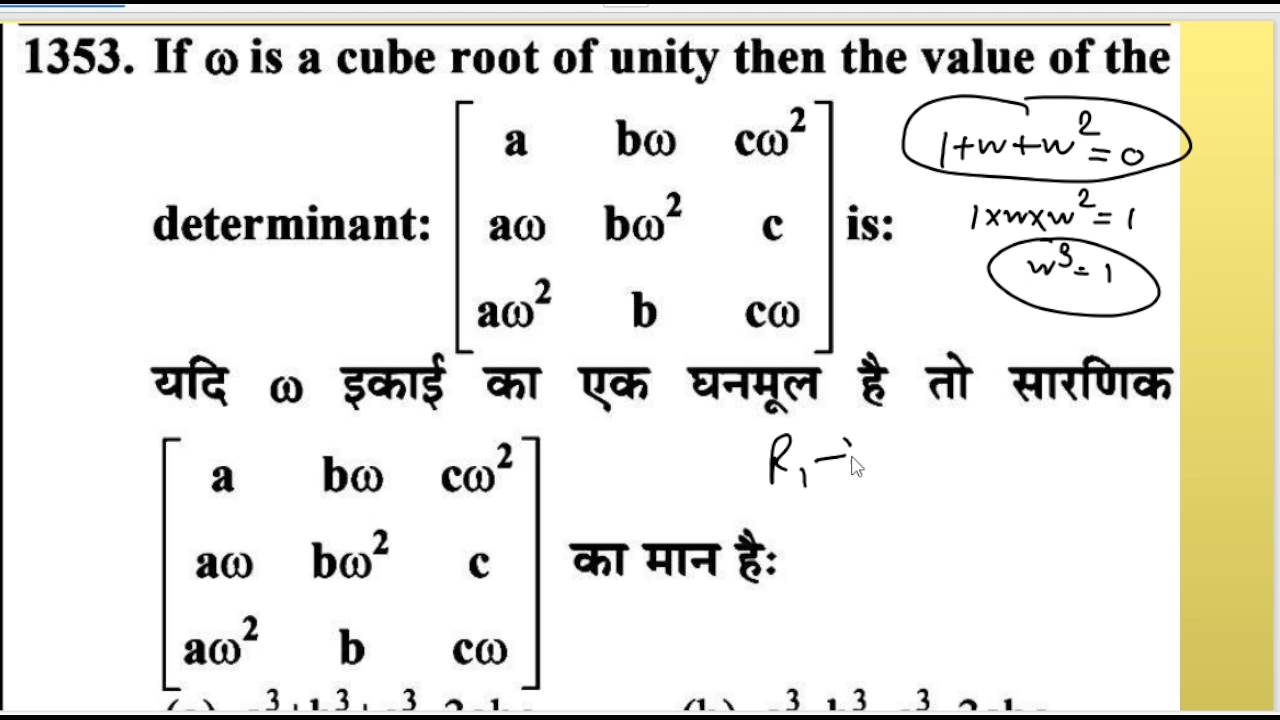 1353. If ω is a cube root of unity then the value of the
a bω cω²
determinant: aω bω² c is:
aω² b cω
1+w+w²=0
1×w×w²=1
w³=1
यदि ω इकाई का एक घनमूल है तो सारणिक
R₁→
a bω cω²
aω bω² c का मान हैः
aω² b cω